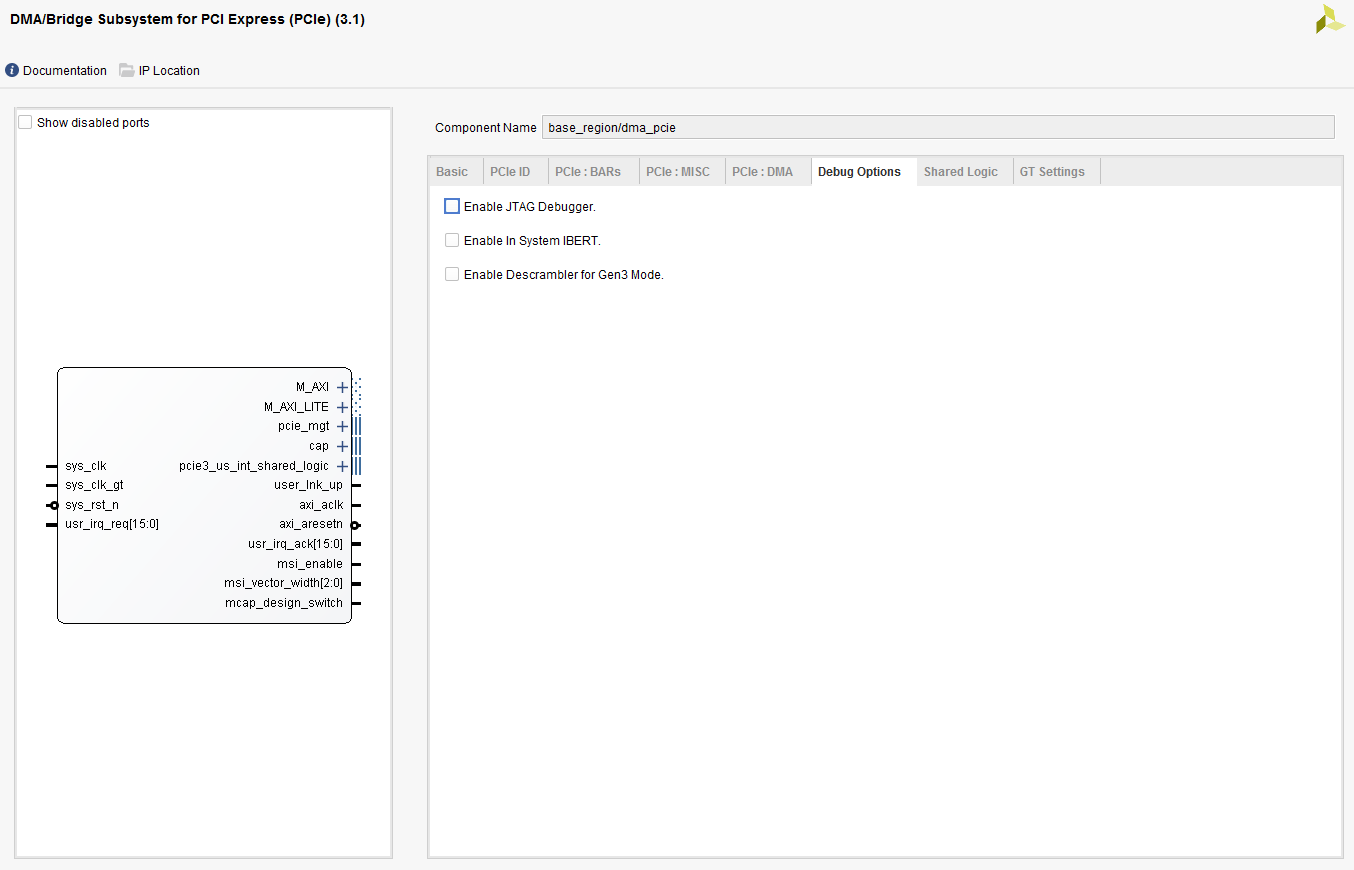 DMA/Bridge Subsystem for PCI Express (PCIe) (3.1)
Documentation IP Location
Show disabled ports
M_AXI
M_AXI_LITE
pcie_mgt
cap
sys_clk pcie3_us_int_shared_logic
sys_clk_gt user_lnk_up
sys_rst_n axi_aclk
usr_irq_req[15:0] axi_aresetn
usr_irq_ack[15:0]
msi_enable
msi_vector_width[2:0]
mcap_design_switch
Component Name base_region/dma_pcie
Basic PCIe ID PCIe : BARs PCIe : MISC PCIe : DMA Debug Options Shared Logic GT Settings
Enable JTAG Debugger.
Enable In System IBERT.
Enable Descrambler for Gen3 Mode.